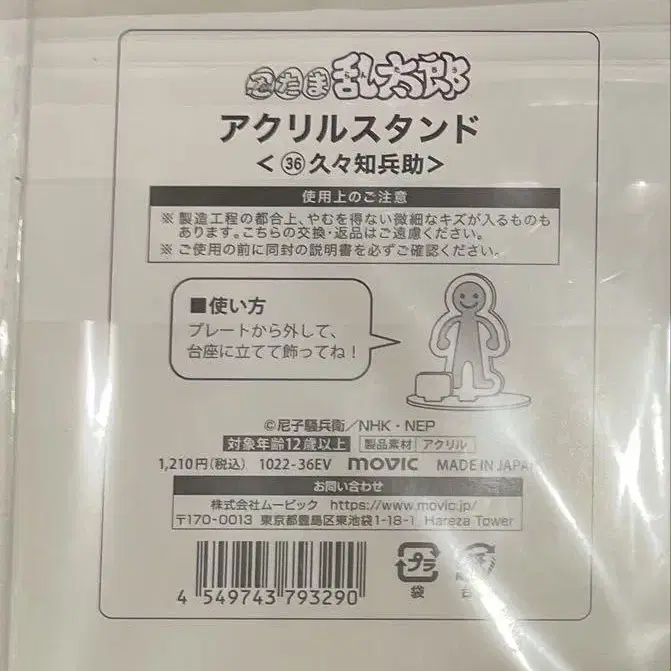 忍たま乱太郎
アクリルスタンド
<㊱久々知兵助>
使用上のご注意
※ 製造工程の都合上、やむを得ない微細なキズが入るものも
あります。こちらの交換・返品はご遠慮ください。
※ ご使用の前に同封の説明書を必ずご確認ください。
■使い方
プレートから外して、
台座に立てて飾ってね！
©尼子騒兵衛/NHK・NEP
対象年齢12歳以上 製品素材 アクリル
1,210円(税込) 1022-36EV movic MADE IN JAPAN
お問い合わせ
株式会社ムービック https://www.movic.jp/
〒170-0013 東京都豊島区東池袋1-18-1 Hareza Tower
4 549743 793290
プラ
袋
台